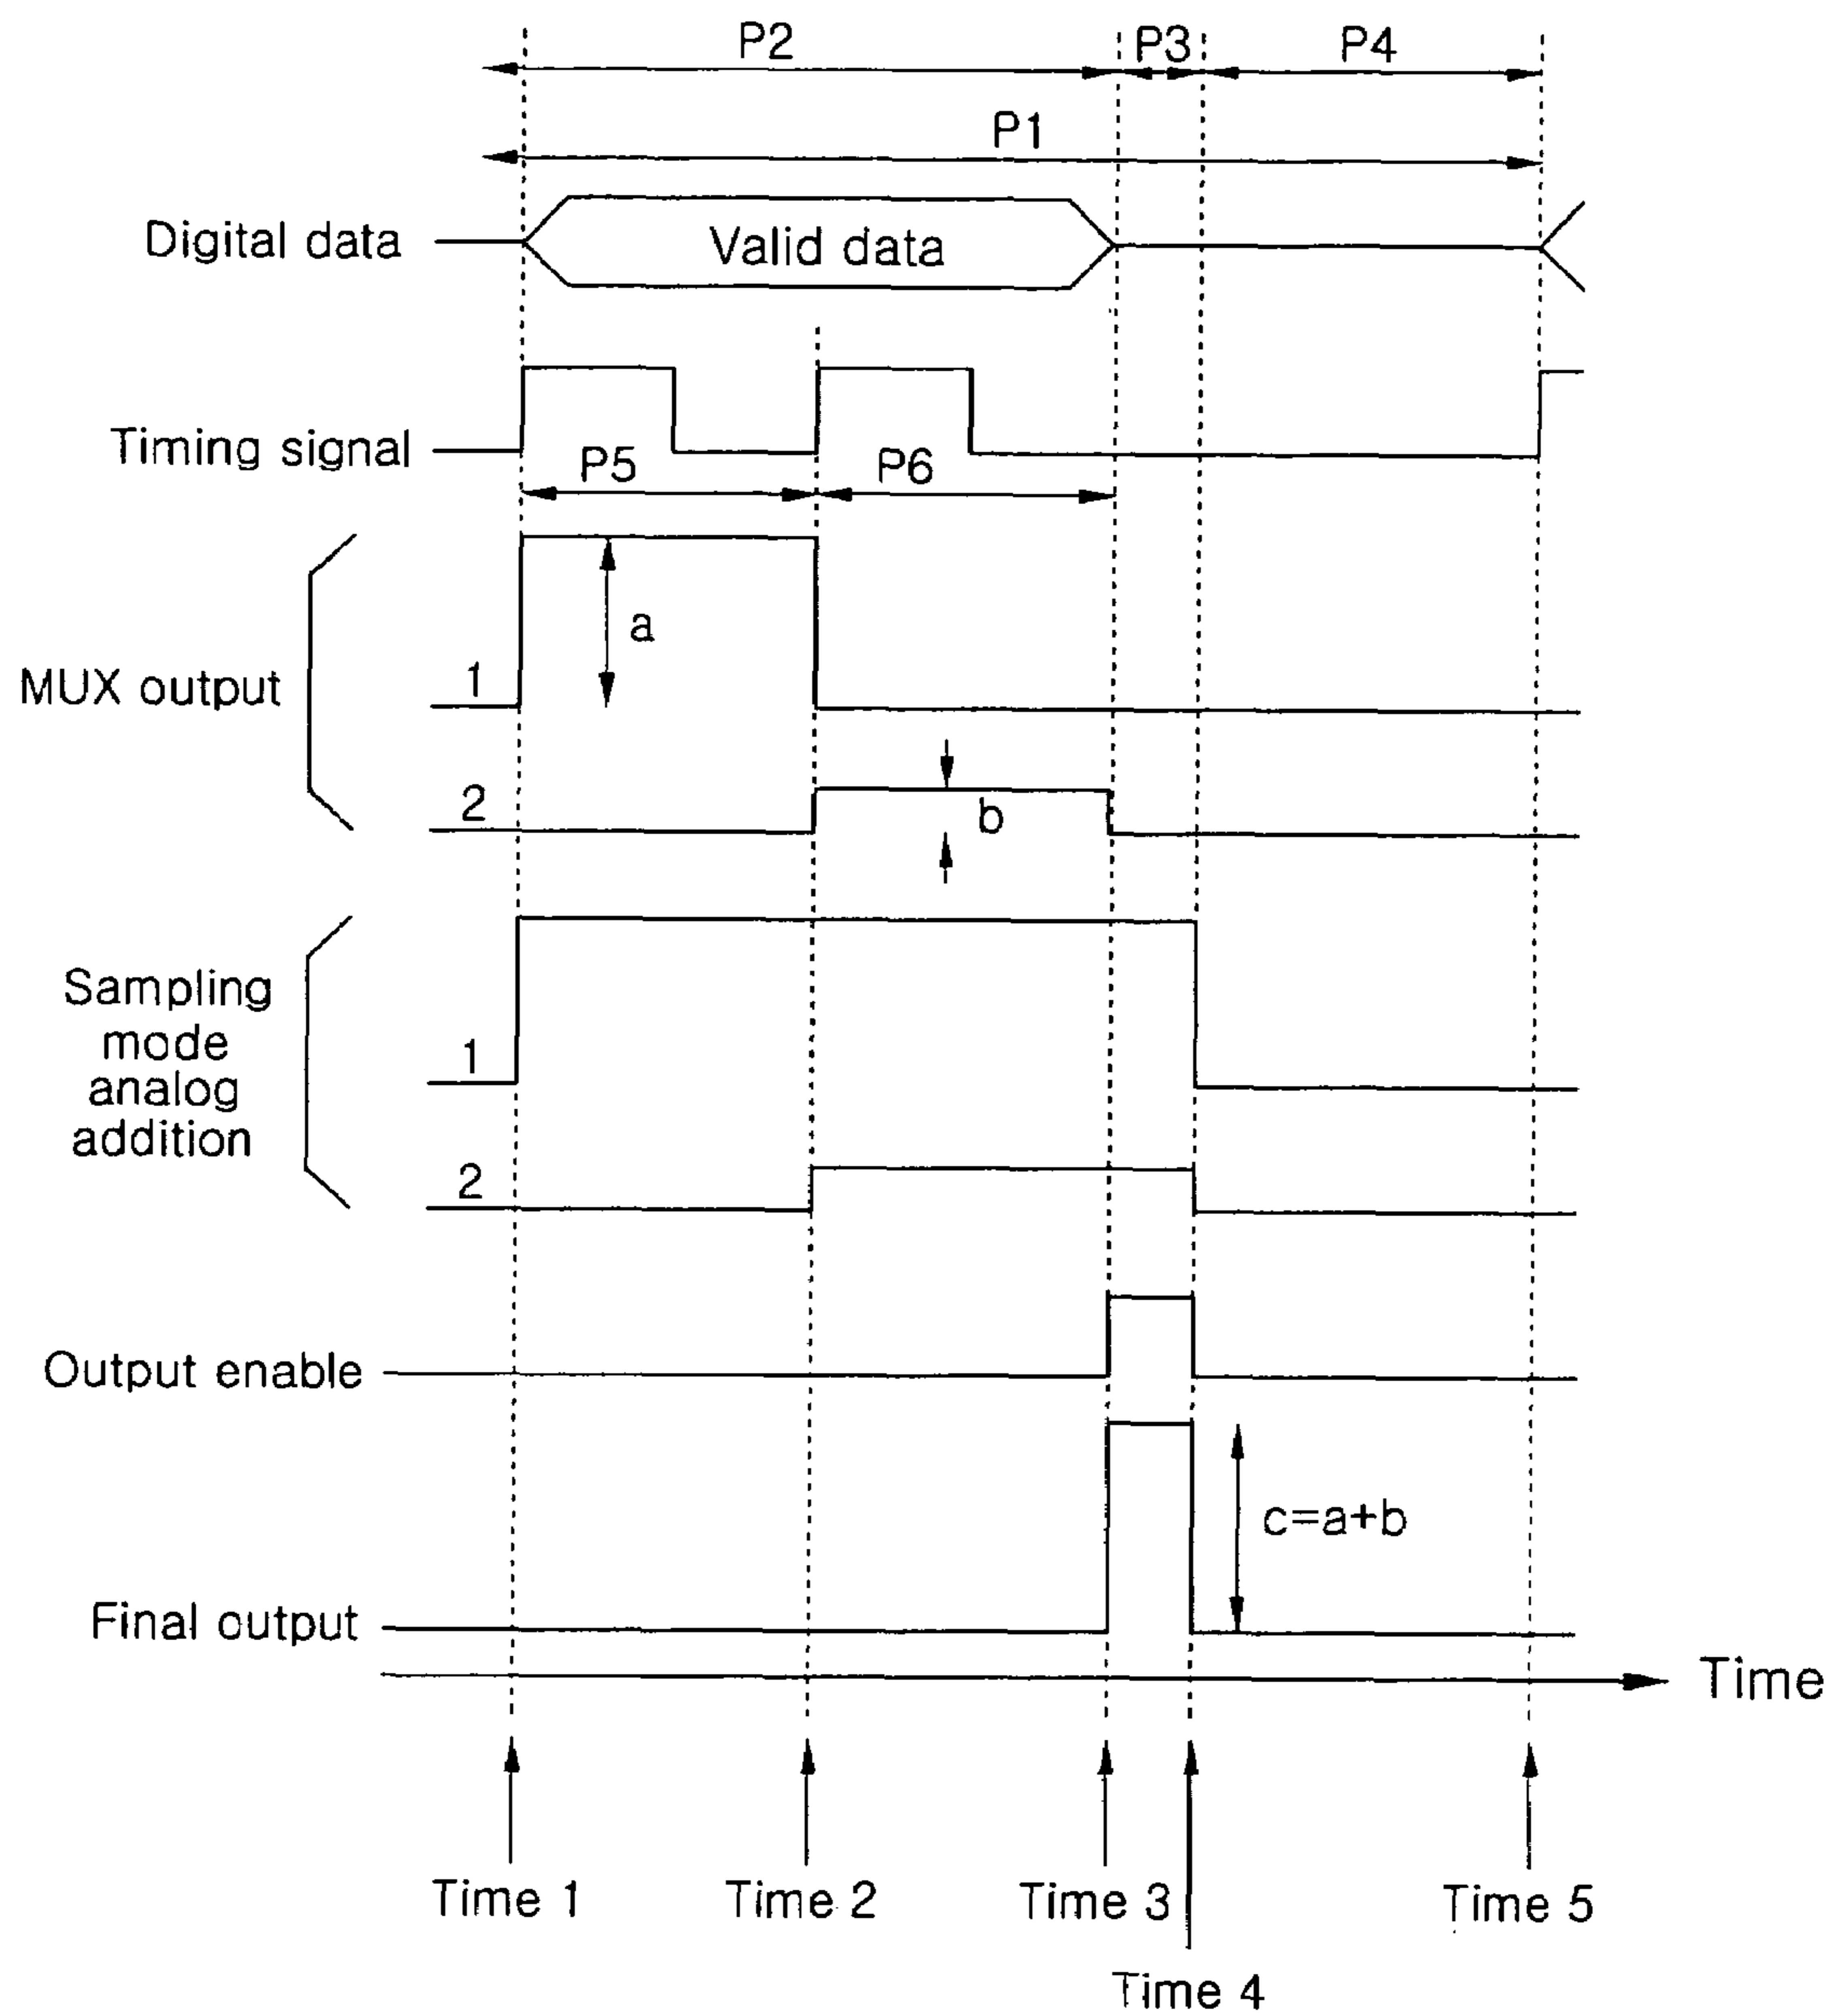 P2
P3
P4
P1
Digital data
Valid data
Timing signal
P5
P6
a
MUX output
1
2
b
Sampling
mode
analog
addition
1
2
Output enable
c=a+b
Final output
Time
Time 1
Time 2
Time 3
Time 5
Time 4